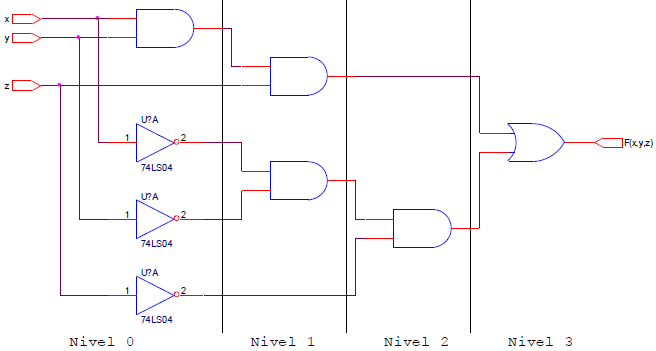 x
y
z
U?A
1 2
74LS04
F(x,y,z)
U?A
1 2
74LS04
U?A
1 2
74LS04
Nivel 0 Nivel 1 Nivel 2 Nivel 3